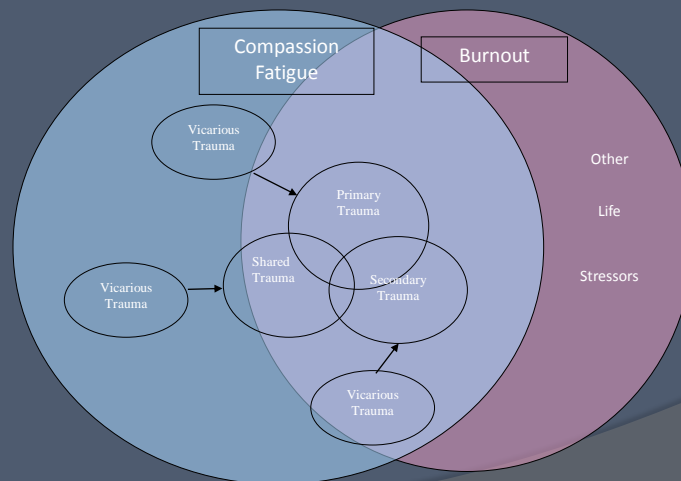 Compassion
Fatigue
Burnout
Vicarious
Trauma
Other
Primary
Trauma
Life
Shared
Trauma
Secondary
Trauma
Stressors
Vicarious
Trauma
Vicarious
Trauma